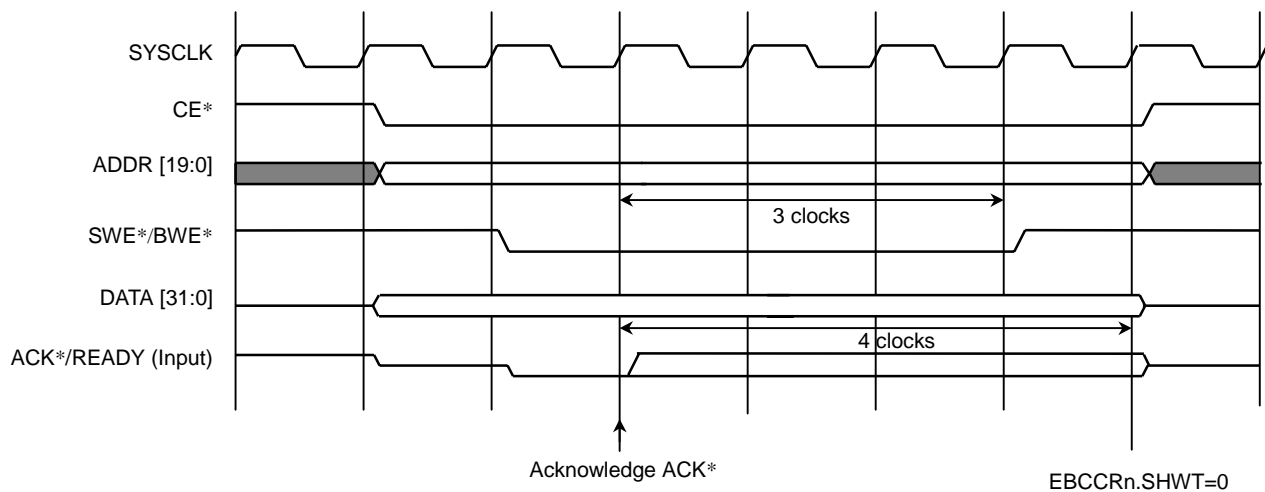 SYSCLK
CE*
ADDR [19:0]
3 clocks
SWE*/BWE*
DATA [31:0]
4 clocks
ACK*/READY (Input)
Acknowledge ACK*
EBCCRn.SHWT=0